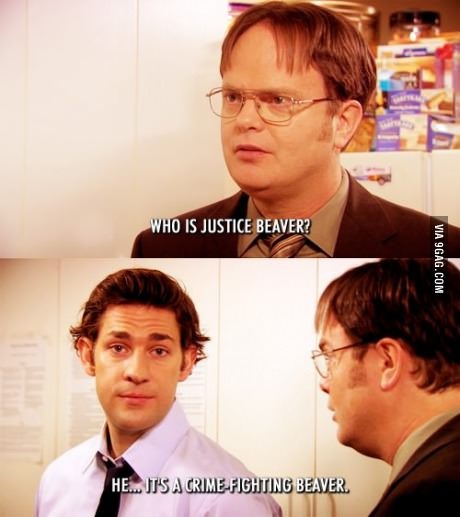 WHO IS JUSTICE BEAVER?
VIA 9GAG.COM
HE... IT'S A CRIME-FIGHTING BEAVER.